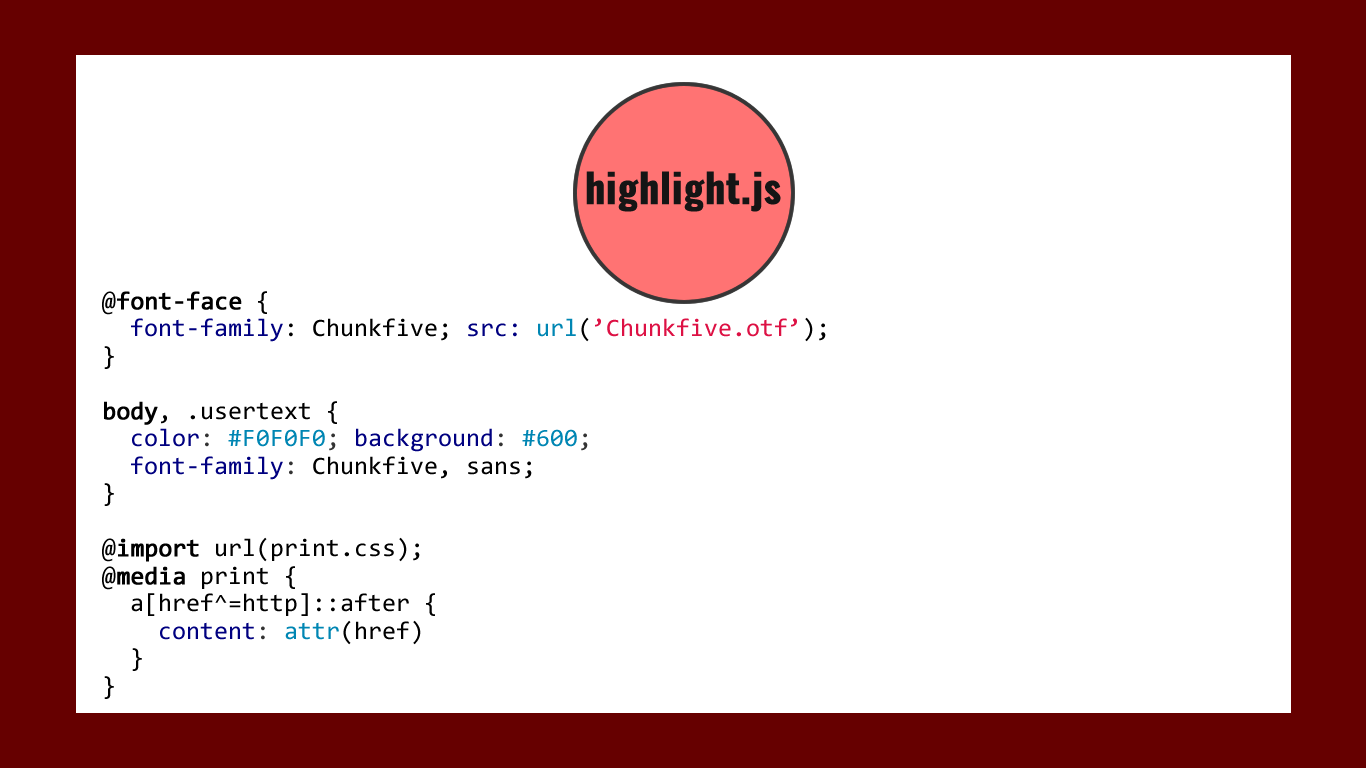 highlight.js
@font-face {
  font-family: Chunkfive; src: url(’Chunkfive.otf’);
}
body, .usertext {
  color: #F0F0F0; background: #600;
  font-family: Chunkfive, sans;
}
@import url(print.css);
@media print {
  a[href^=http]::after {
    content: attr(href)
  }
}